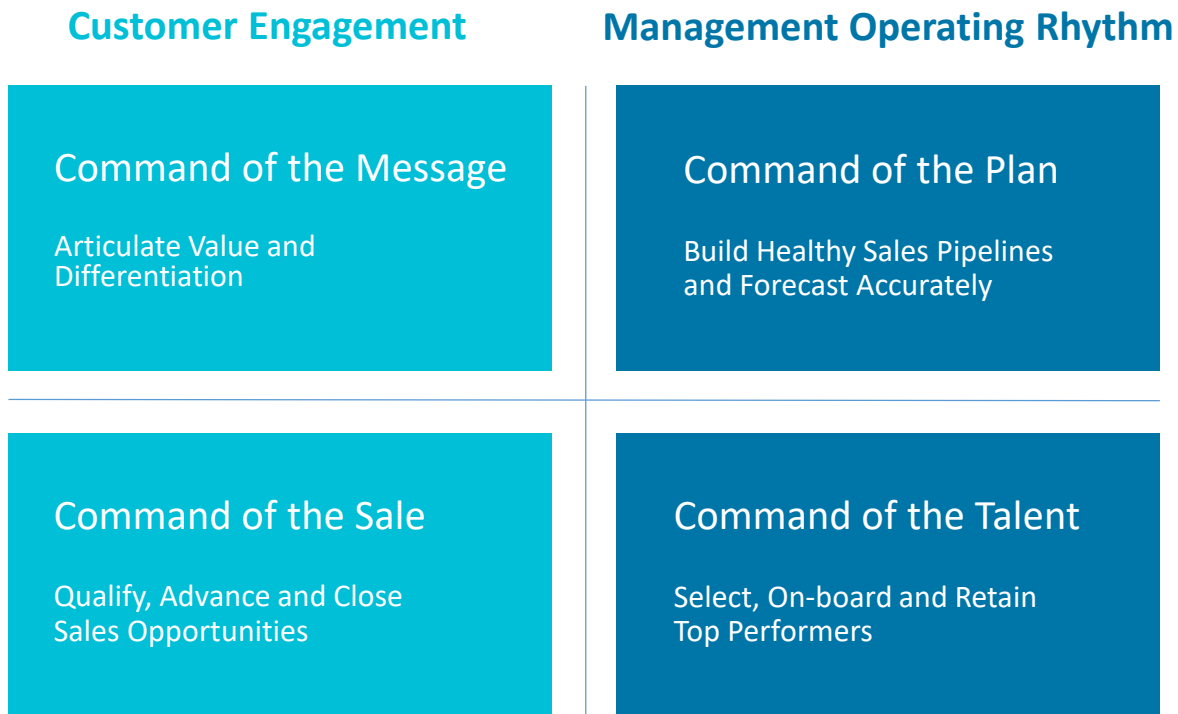 Customer Engagement
Management Operating Rhythm
Command of the Message
Articulate Value and
Differentiation
Command of the Plan
Build Healthy Sales Pipelines
and Forecast Accurately
Command of the Sale
Qualify, Advance and Close
Sales Opportunities
Command of the Talent
Select, On-board and Retain
Top Performers